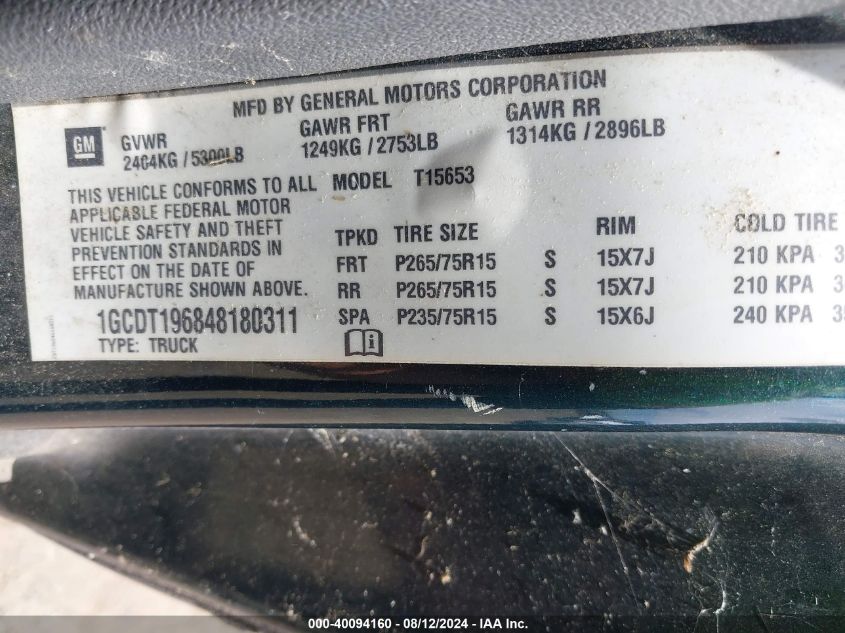 MFD BY GENERAL MOTORS CORPORATION
GM
GVWR GAWR FRT GAWR RR
2404KG / 5300LB 1249KG / 2753LB 1314KG / 2896LB
THIS VEHICLE CONFORMS TO ALL
APPLICABLE FEDERAL MOTOR
VEHICLE SAFETY AND THEFT
PREVENTION STANDARDS IN
EFFECT ON THE DATE OF
MANUFACTURE SHOWN ABOVE.
1GCDT196848180311
TYPE: TRUCK
MODEL T15653
TPKD TIRE SIZE RIM COLD TIRE
FRT P265/75R15 S 15X7J 210 KPA
RR P265/75R15 S 15X7J 210 KPA
SPA P235/75R15 S 15X6J 240 KPA
000-40094160 - 08/12/2024 - IAA Inc.